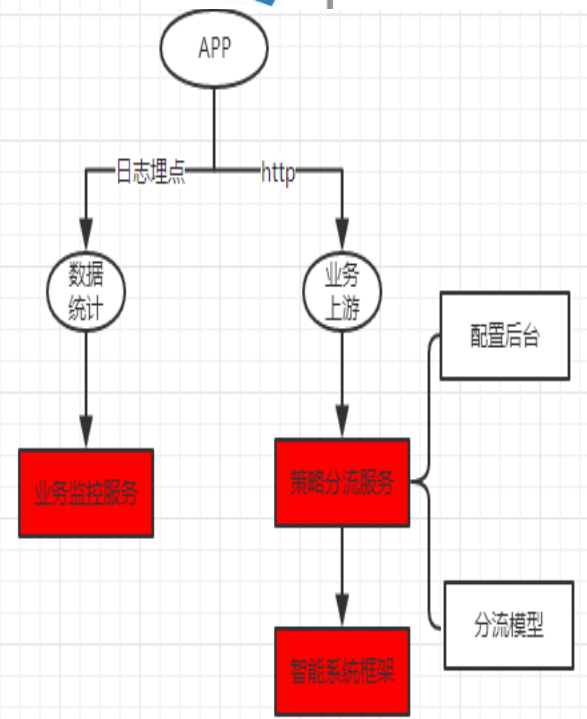 APP
日志埋点
http
数据
统计
业务
上游
配置后台
业务监控服务
策略分流服务
分流模型
智能系统框架